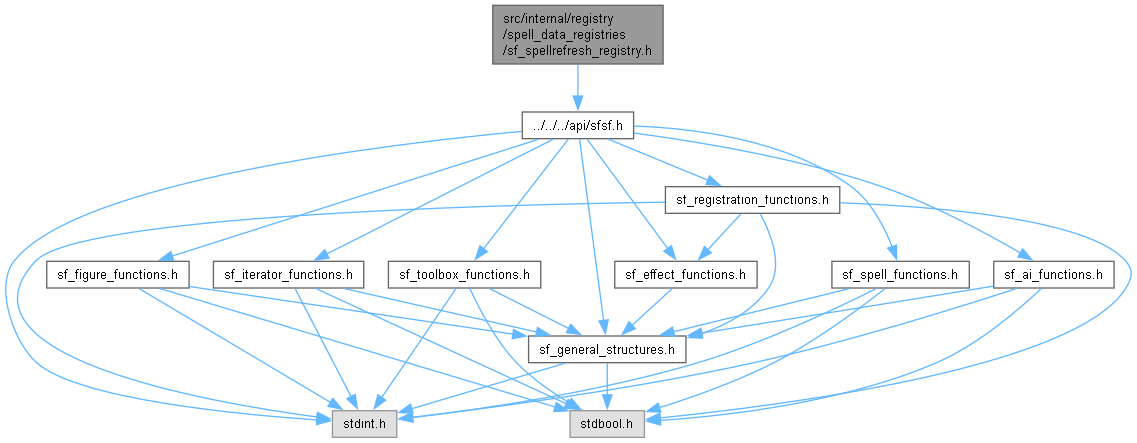 src/internal/registry
/spell_data_registries
/sf_spellrefresh_registry.h
../../../api/sfsf.h
sf_registration_functions.h
sf_figure_functions.h
sf_iterator_functions.h
sf_toolbox_functions.h
sf_effect_functions.h
sf_spell_functions.h
sf_ai_functions.h
sf_general_structures.h
stdint.h
stdbool.h